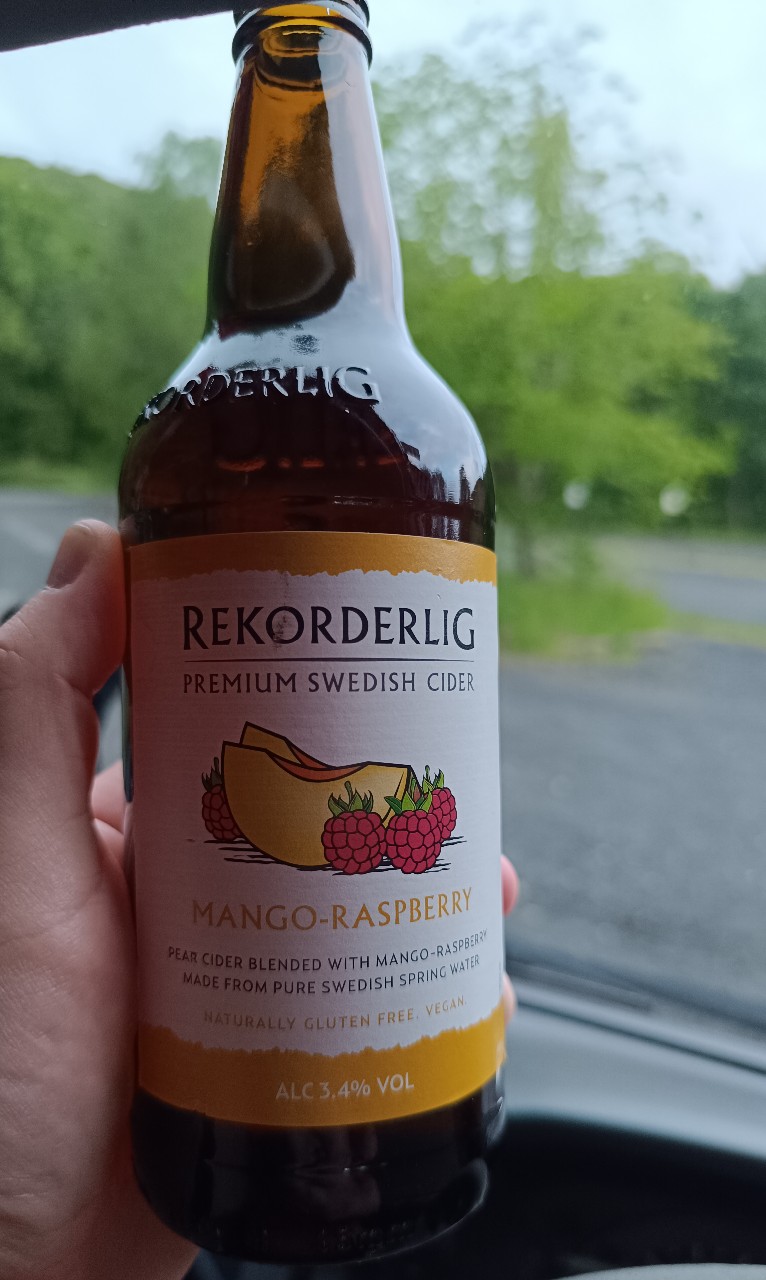 ORDERLIG
REKORDERLIG
PREMIUM SWEDISH CIDER
MANGO-RASPBERRY
PEAR CIDER BLENDED WITH MANGO-RASPBERRY
MADE FROM PURE SWEDISH SPRING WATER
NATURALLY GLUTEN FREE. VEGAN.
ALC 3.4% VOL